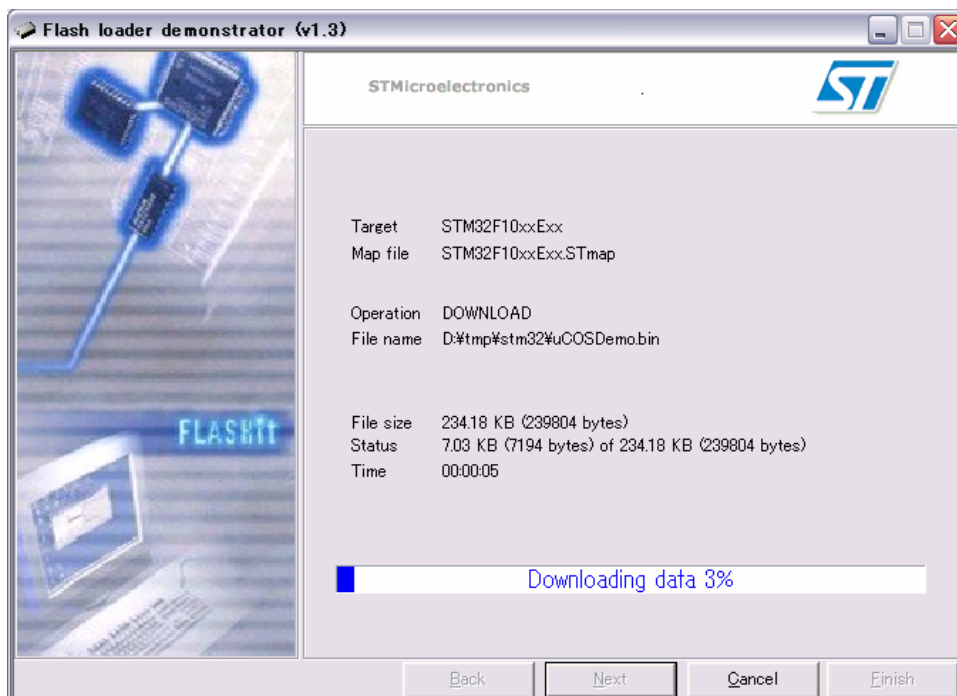 Flash loader demonstrator (v1.3)
STMicroelectronics
ST
Target STM32F10xxExx
Map file STM32F10xxExx.STmap
Operation DOWNLOAD
File name D:¥tmp¥stm32¥uCOSDemo.bin
FLASHit
File size 234.18 KB (239804 bytes)
Status 7.03 KB (7194 bytes) of 234.18 KB (239804 bytes)
Time 00:00:05
Downloading data 3%
Back Next Cancel Finish